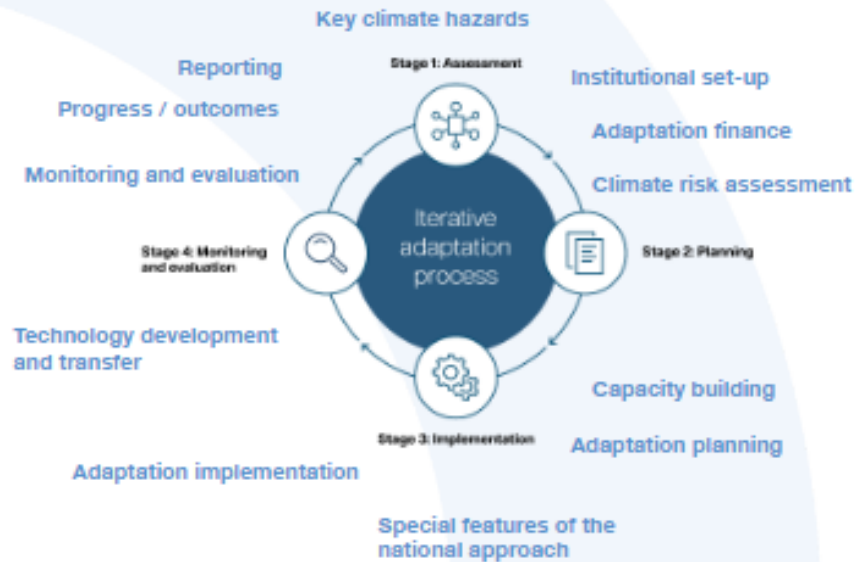 Key climate hazards
Stage 1: Assessment
Reporting
Institutional set-up
Progress / outcomes
Adaptation finance
Monitoring and evaluation
Climate risk assessment
Iterative
adaptation
process
Stage 4: Monitoring
and evaluation
Stage 2: Planning
Technology development
and transfer
Capacity building
Stage 3: Implementation
Adaptation planning
Adaptation implementation
Special features of the
national approach